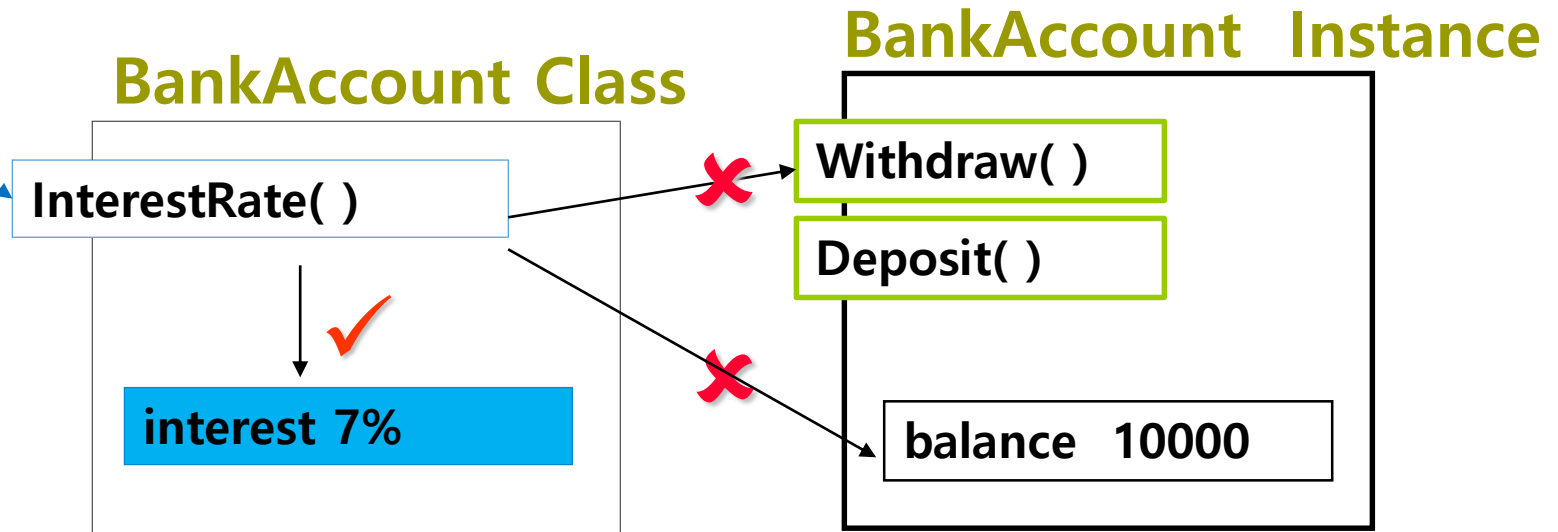 BankAccount Class
InterestRate( )
interest 7%
BankAccount Instance
Withdraw( )
Deposit( )
balance 10000